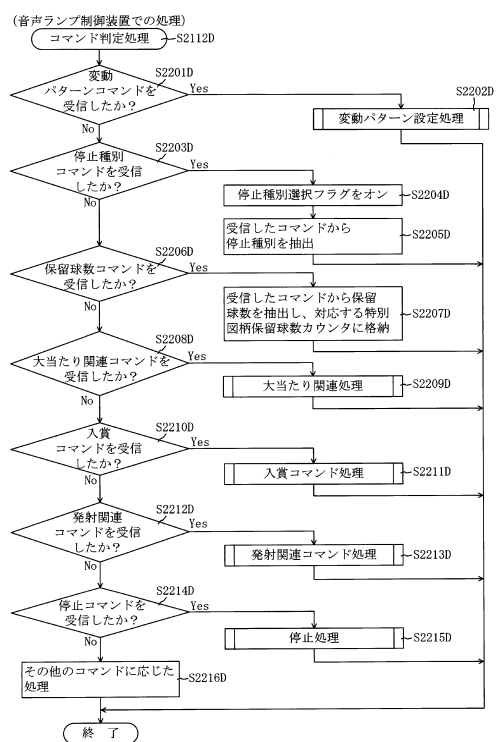 (音声ランプ制御装置での処理)
コマンド判定処理
S2112D
S2201D
変動
パターンコマンドを
受信したか?
Yes
No
S2202D
変動パターン設定処理
S2203D
停止種別
コマンドを受信
したか?
Yes
No
停止種別選択フラグをオン
S2204D
受信したコマンドから
停止種別を抽出
S2205D
S2206D
保留球数コマンドを
受信したか?
Yes
No
受信したコマンドから保留
球数を抽出し、対応する特別
図柄保留球数カウンタに格納
S2207D
S2208D
大当たり関連コマンドを
受信したか?
Yes
No
大当たり関連処理
S2209D
S2210D
入賞
コマンドを受信
したか?
Yes
No
入賞コマンド処理
S2211D
S2212D
発射関連
コマンドを受信
したか?
Yes
No
発射関連コマンド処理
S2213D
S2214D
停止コマンドを
受信したか?
Yes
No
停止処理
S2215D
その他のコマンドに応じた
処理
S2216D
終 了